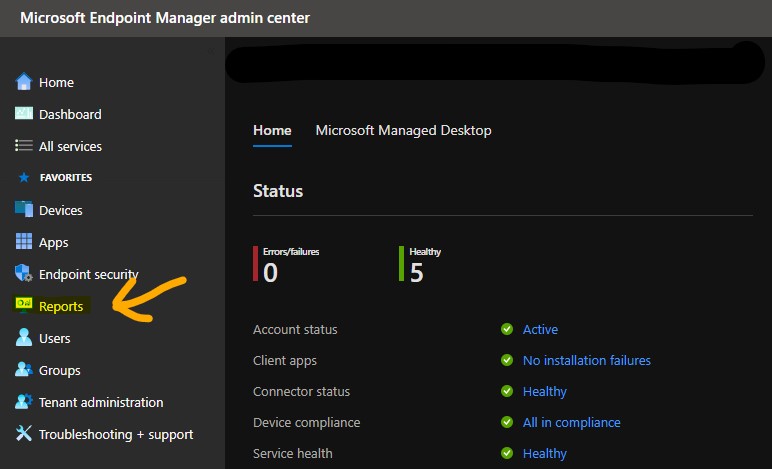 Microsoft Endpoint Manager admin center
Home
Dashboard
All services
FAVORITES
Devices
Apps
Endpoint security
Reports
Users
Groups
Tenant administration
Troubleshooting + support
Home Microsoft Managed Desktop
Status
Errors/failures Healthy
0 5
Account status Active
Client apps No installation failures
Connector status Healthy
Device compliance All in compliance
Service health Healthy